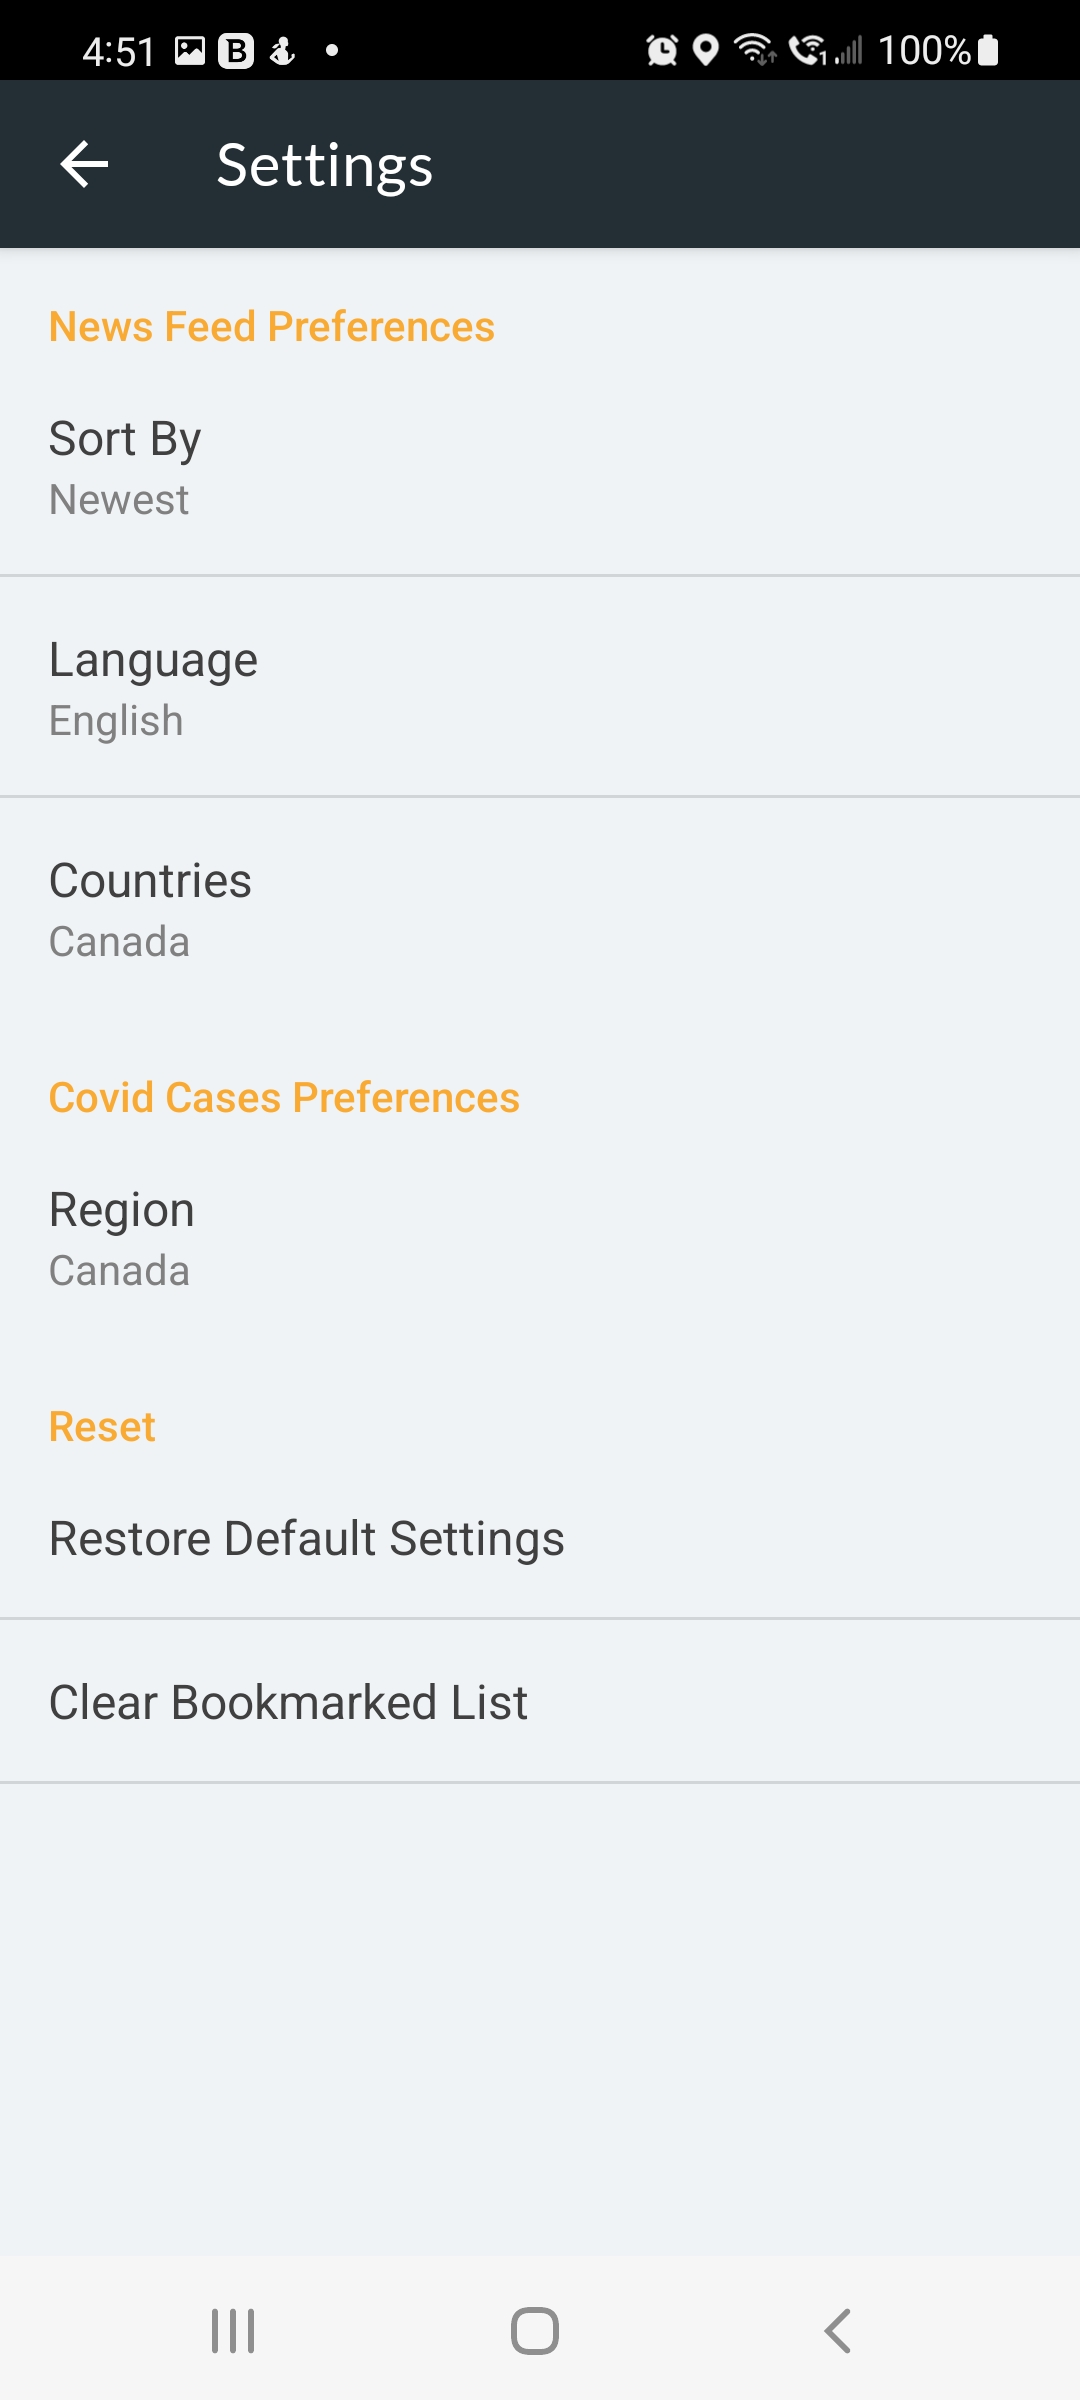 4:51 B 1 100%
Settings
News Feed Preferences
Sort By
Newest
Language
English
Countries
Canada
Covid Cases Preferences
Region
Canada
Reset
Restore Default Settings
Clear Bookmarked List